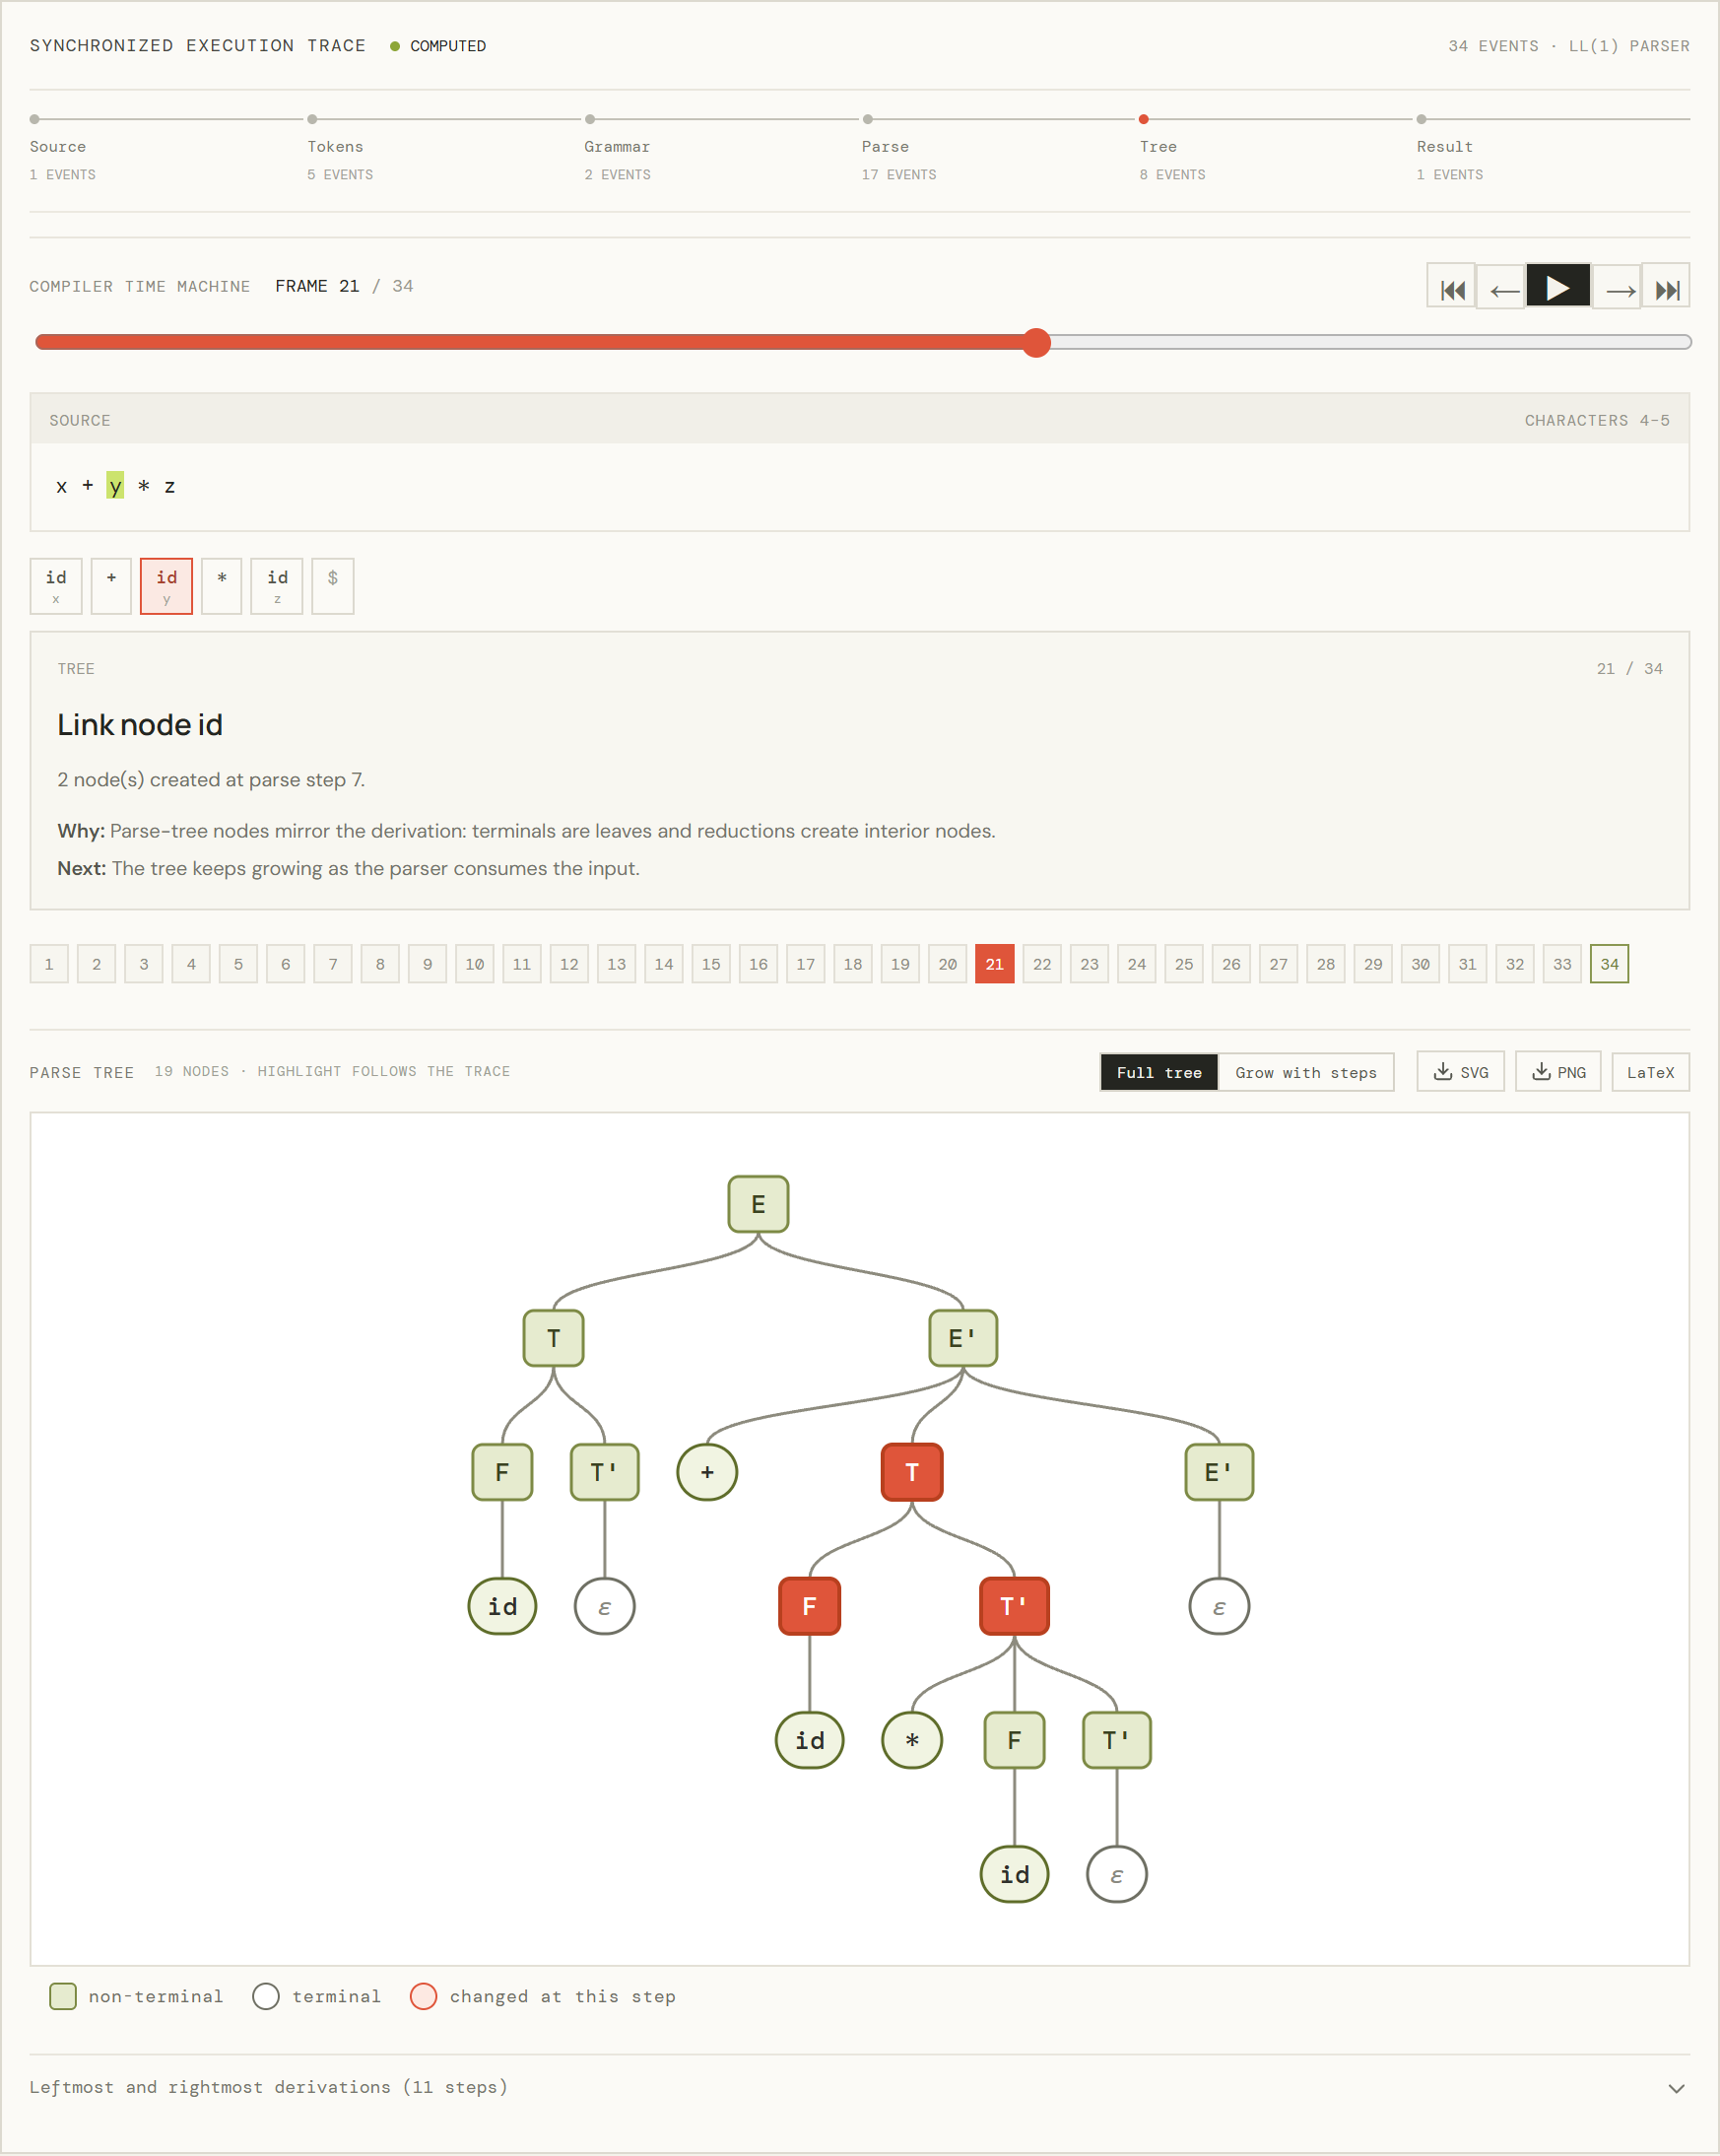 SYNCHRONIZED EXECUTION TRACE COMPUTED 34 EVENTS · LL(1) PARSER
Source Tokens Grammar Parse Tree Result
1 EVENTS 5 EVENTS 2 EVENTS 17 EVENTS 8 EVENTS 1 EVENTS
COMPILER TIME MACHINE FRAME 21 / 34
SOURCE CHARACTERS 4–5
x + y * z
id + id * id $
x y z
TREE 21 / 34
Link node id
2 node(s) created at parse step 7.
Why: Parse-tree nodes mirror the derivation: terminals are leaves and reductions create interior nodes.
Next: The tree keeps growing as the parser consumes the input.
1 2 3 4 5 6 7 8 9 10 11 12 13 14 15 16 17 18 19 20 21 22 23 24 25 26 27 28 29 30 31 32 33 34
PARSE TREE 19 NODES · HIGHLIGHT FOLLOWS THE TRACE Full tree Grow with steps SVG PNG LaTeX
E
T E'
F T' + T E'
id ε F T' ε
id * F T'
id ε
non-terminal terminal changed at this step
Leftmost and rightmost derivations (11 steps)